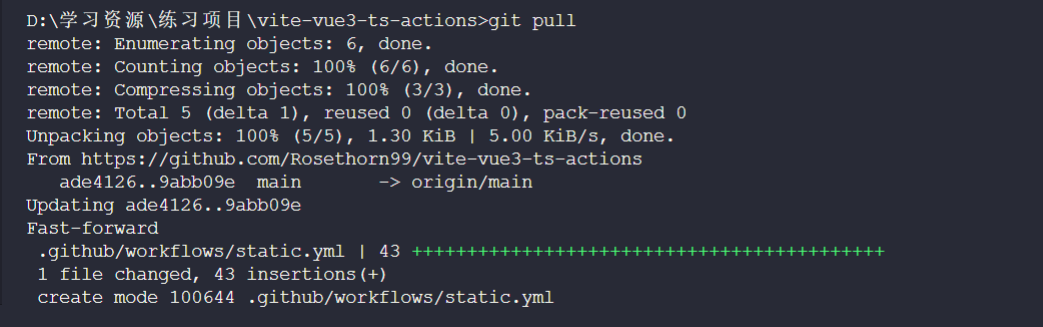 D:\学习资源\练习项目\vite-vue3-ts-actions>git pull
remote: Enumerating objects: 6, done.
remote: Counting objects: 100% (6/6), done.
remote: Compressing objects: 100% (3/3), done.
remote: Total 5 (delta 1), reused 0 (delta 0), pack-reused 0
Unpacking objects: 100% (5/5), 1.30 KiB | 5.00 KiB/s, done.
From https://github.com/Rosethorn99/vite-vue3-ts-actions
   ade4126..9abb09e  main       -> origin/main
Updating ade4126..9abb09e
Fast-forward
 .github/workflows/static.yml | 43 +++++++++++++++++++++++++++++++++++++++++++
 1 file changed, 43 insertions(+)
 create mode 100644 .github/workflows/static.yml